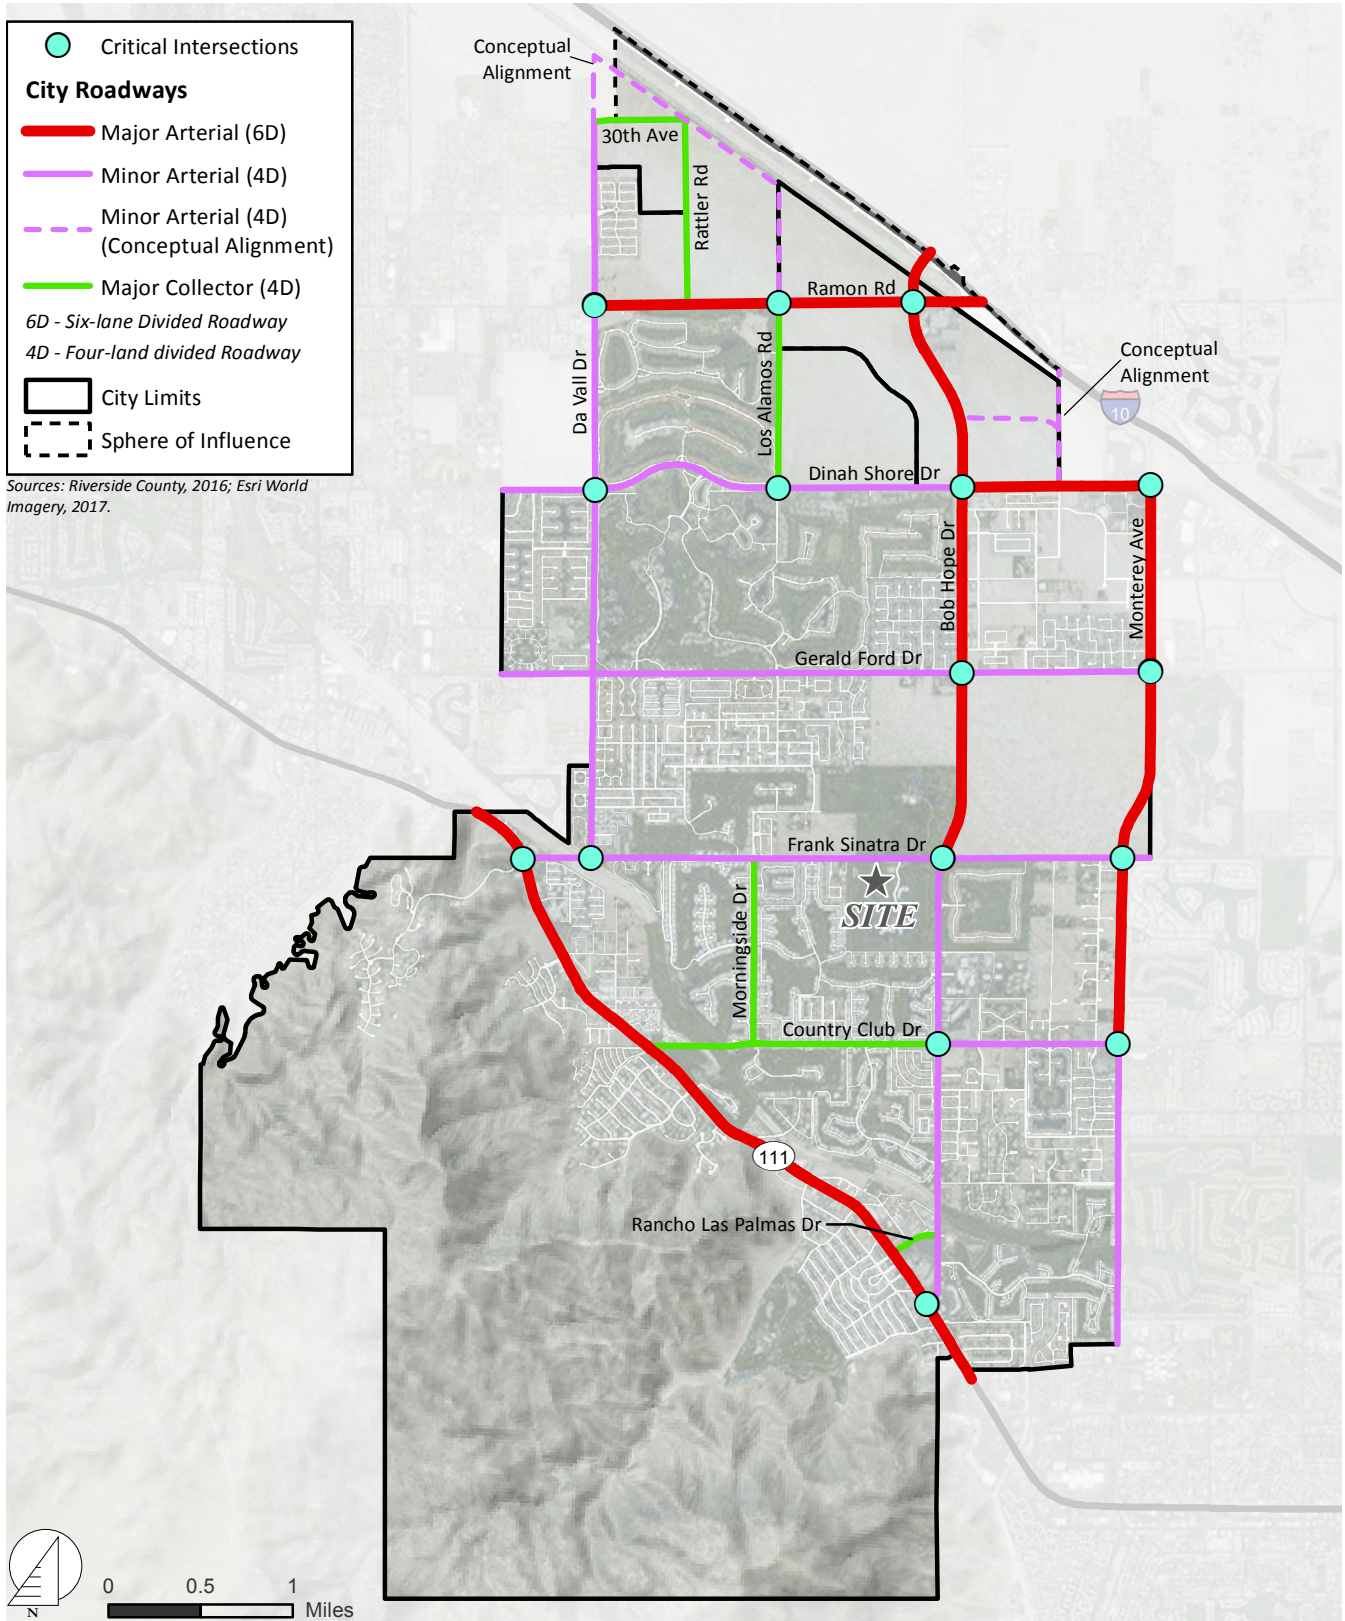 Critical Intersections
City Roadways
Major Arterial (6D)
Minor Arterial (4D)
Minor Arterial (4D)
(Conceptual Alignment)
Major Collector (4D)
6D - Six-lane Divided Roadway
4D - Four-land divided Roadway
City Limits
Sphere of Influence
Sources: Riverside County, 2016; Esri World
Imagery, 2017.
Conceptual
Alignment
30th Ave
Rattler Rd
Ramon Rd
Da Vall Dr
Los Alamos Rd
Conceptual
Alignment
10
Dinah Shore Dr
Bob Hope Dr
Monterey Ave
Gerald Ford Dr
Frank Sinatra Dr
SITE
Morningside Dr
Country Club Dr
111
Rancho Las Palmas Dr
N
0 0.5 1
Miles